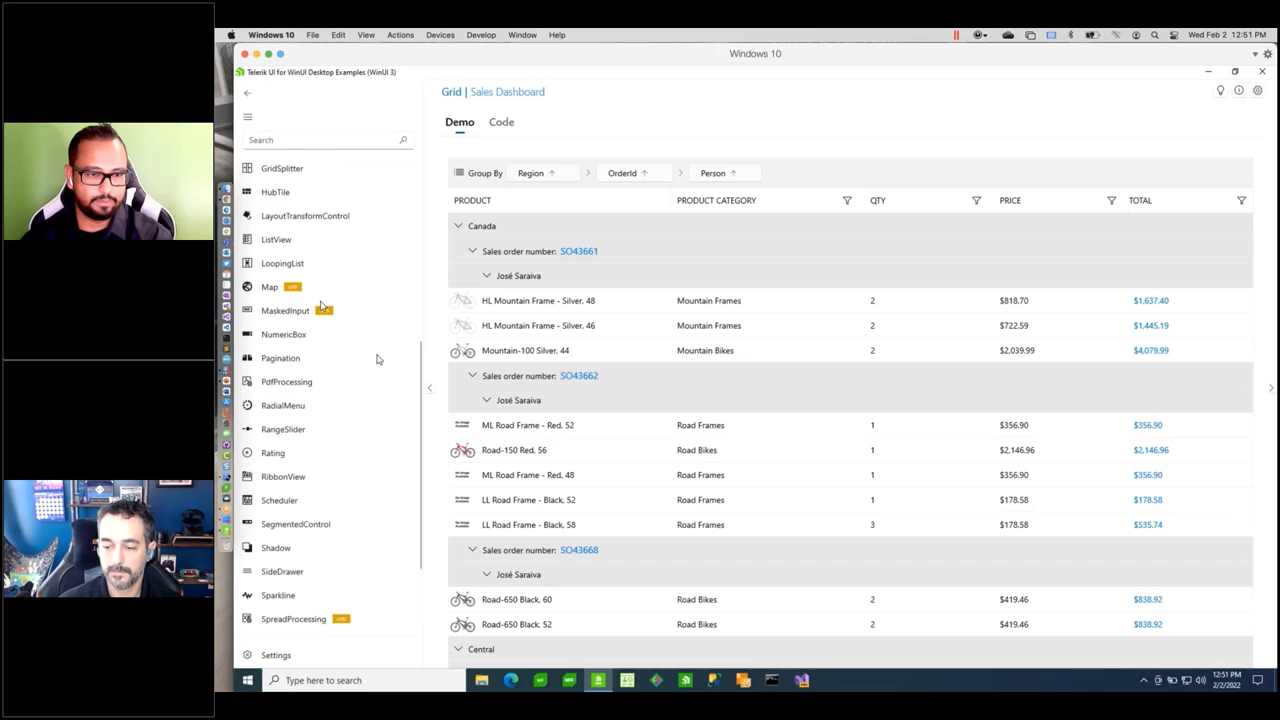 Windows 10 File Edit View Actions Devices Develop Window Help Wed Feb 2 12:51 PM
Windows 10
Telerik UI for WinUI Desktop Examples (WinUI 3)
Search
GridSplitter
HubTile
LayoutTransformControl
ListView
LoopingList
Map UPD
MaskedInput
NumericBox
Pagination
PdfProcessing
RadialMenu
RangeSlider
Rating
RibbonView
Scheduler
SegmentedControl
Shadow
SideDrawer
Sparkline
SpreadProcessing UPD
Settings
Grid | Sales Dashboard
Demo Code
Group By Region OrderId Person
PRODUCT PRODUCT CATEGORY QTY PRICE TOTAL
Canada
Sales order number: SO43661
José Saraiva
HL Mountain Frame - Silver, 48 Mountain Frames 2 $818.70 $1,637.40
HL Mountain Frame - Silver, 46 Mountain Frames 2 $722.59 $1,445.19
Mountain-100 Silver, 44 Mountain Bikes 2 $2,039.99 $4,079.99
Sales order number: SO43662
José Saraiva
ML Road Frame - Red, 52 Road Frames 1 $356.90 $356.90
Road-150 Red, 56 Road Bikes 1 $2,146.96 $2,146.96
ML Road Frame - Red, 48 Road Frames 1 $356.90 $356.90
LL Road Frame - Black, 52 Road Frames 1 $178.58 $178.58
LL Road Frame - Black, 58 Road Frames 3 $178.58 $535.74
Sales order number: SO43668
José Saraiva
Road-650 Black, 60 Road Bikes 2 $419.46 $838.92
Road-650 Black, 52 Road Bikes 2 $419.46 $838.92
Central
Type here to search
12:51 PM
2/2/2022